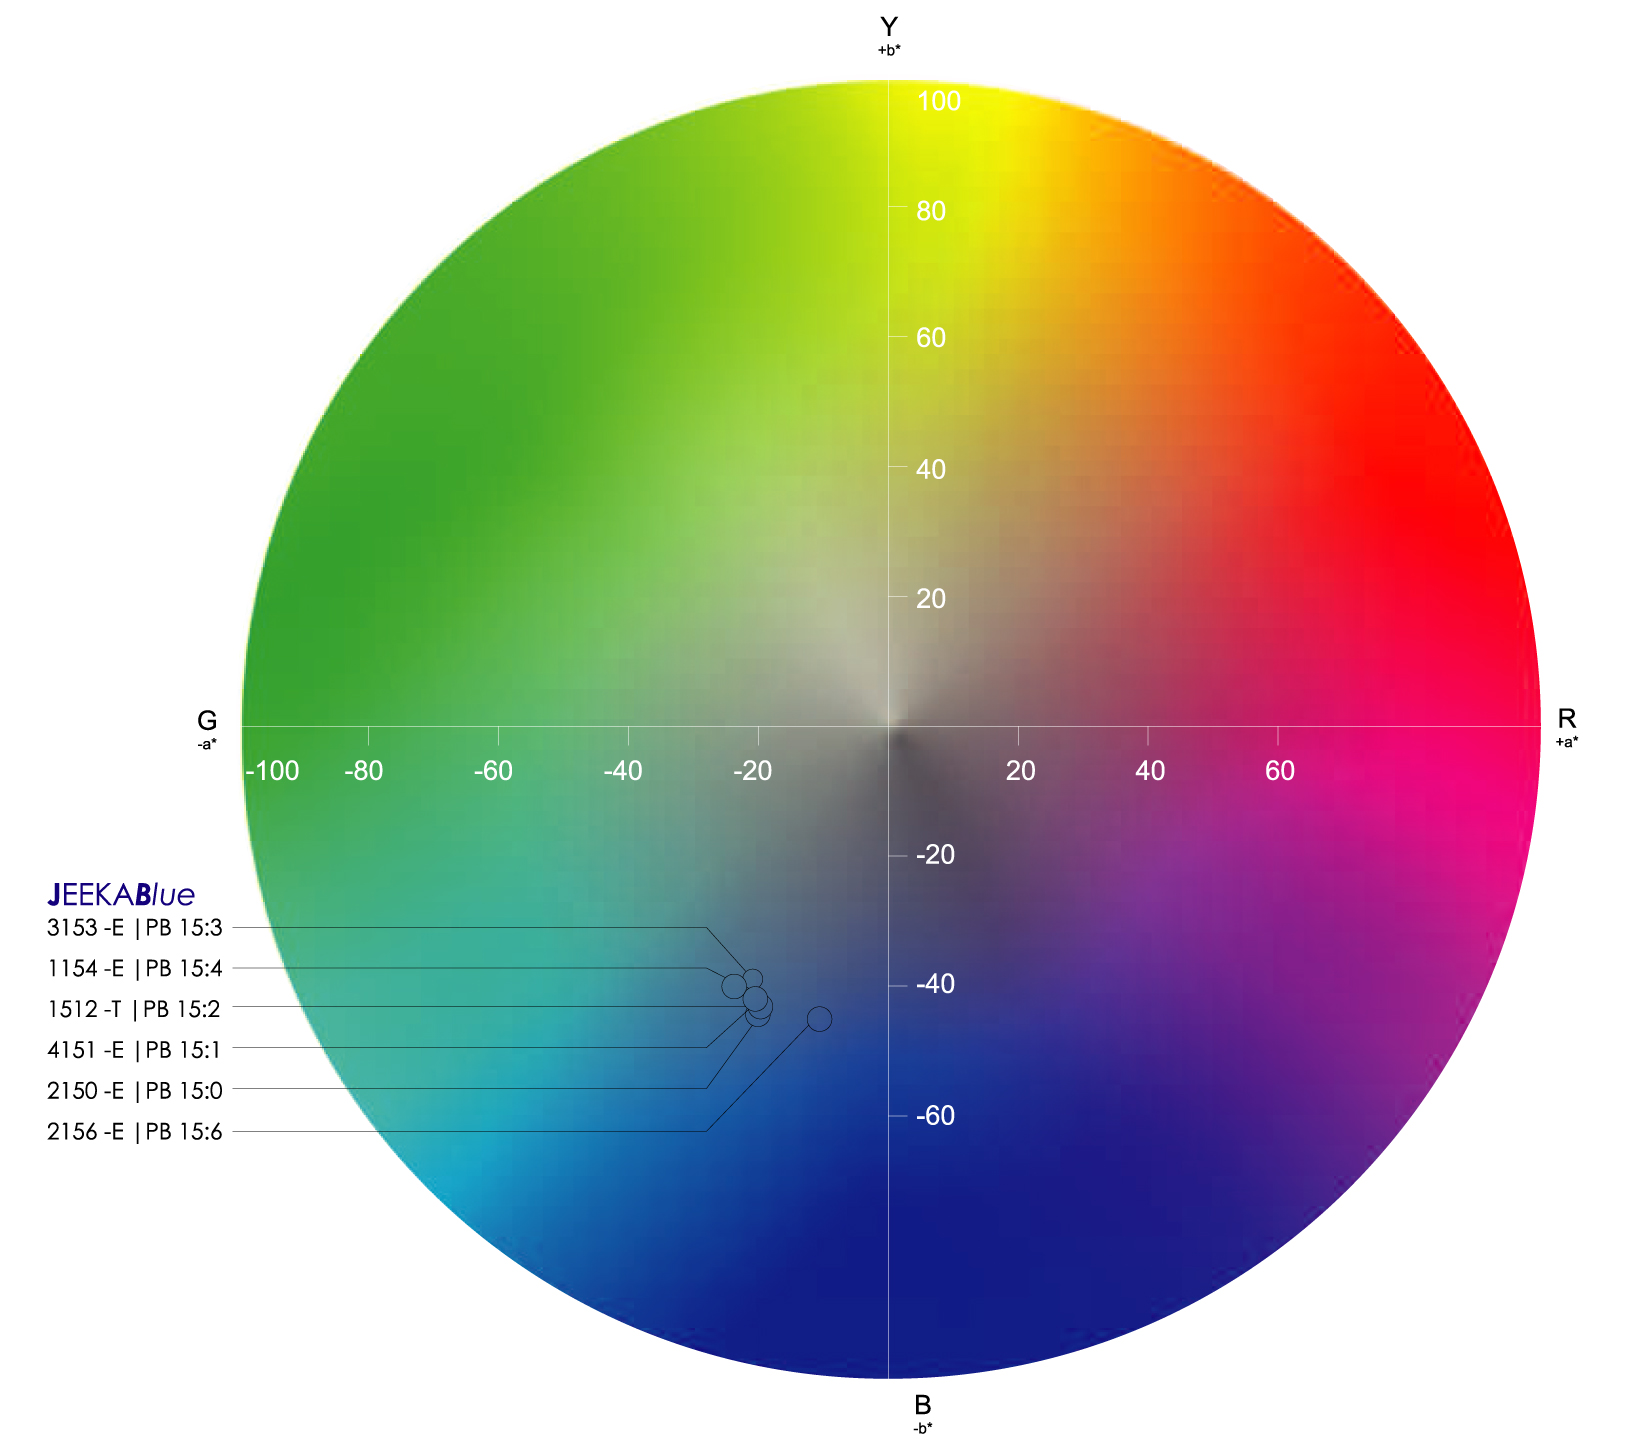 Y
+b*
100
80
60
40
20
G
-a*
R
+a*
-100 -80 -60 -40 -20 20 40 60
-20
-40
-60
JEEKABlue
3153 -E | PB 15:3
1154 -E | PB 15:4
1512 -T | PB 15:2
4151 -E | PB 15:1
2150 -E | PB 15:0
2156 -E | PB 15:6
B
-b*